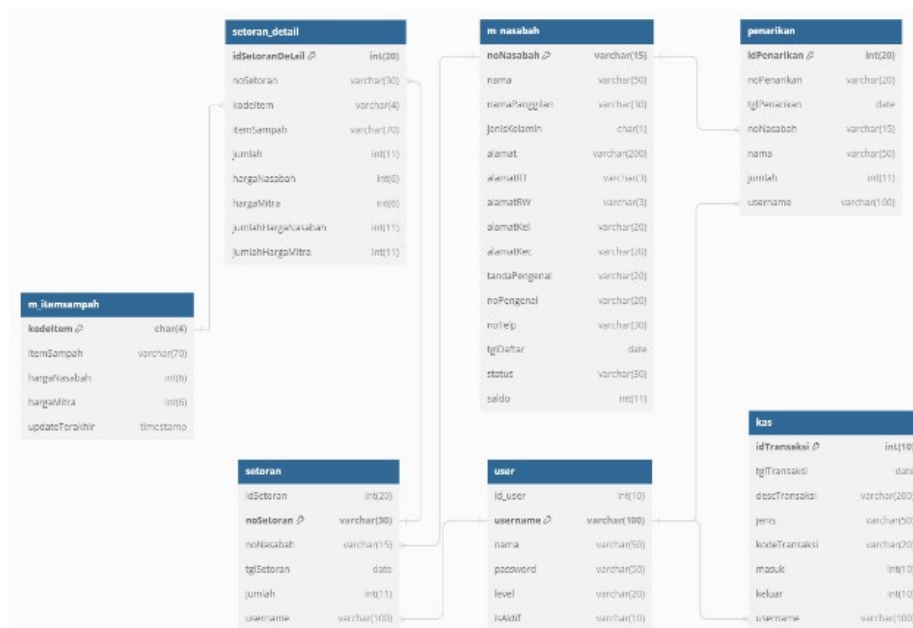 setoran_detail
idSetoranDetail int(20)
noSetoran varchar(30)
kodeItem varchar(4)
itemSampah varchar(70)
jumlah int(11)
hargaNasabah int(6)
hargaMitra int(6)
jumlahHargaNasabah int(11)
jumlahHargaMitra int(11)
m_nasabah
noNasabah varchar(15)
nama varchar(50)
namaPanggilan varchar(30)
jenisKelamin char(1)
alamat varchar(200)
alamatRT varchar(3)
alamatRW varchar(3)
alamatKel varchar(20)
alamatKec varchar(20)
tandaPengenal varchar(20)
noPengenal varchar(20)
noTelp varchar(30)
tglDaftar date
status varchar(30)
saldo int(11)
penarikan
idPenarikan int(20)
noPenarikan varchar(20)
tglPenarikan date
noNasabah varchar(15)
nama varchar(50)
jumlah int(11)
username varchar(100)
m_itemsampah
kodeItem char(4)
itemSampah varchar(70)
hargaNasabah int(6)
hargaMitra int(6)
updateTerakhir timestamp
setoran
idSetoran int(20)
noSetoran varchar(30)
noNasabah varchar(15)
tglSetoran date
jumlah int(11)
username varchar(100)
user
id_user int(10)
username varchar(100)
nama varchar(50)
password varchar(50)
level varchar(20)
isAktif varchar(10)
kas
idTransaksi int(10)
tglTransaksi date
descTransaksi varchar(200)
jenis varchar(50)
kodeTransaksi varchar(20)
masuk int(10)
keluar int(10)
username varchar(100)